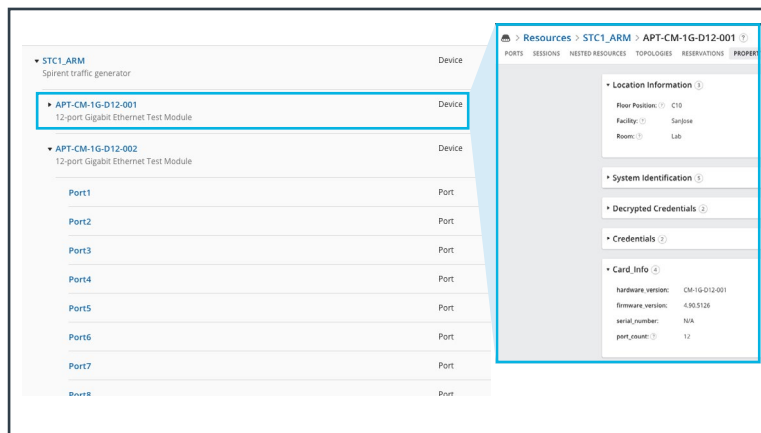 STC1_ARM Device
Spirent traffic generator
APT-CM-1G-D12-001 Device
12-port Gigabit Ethernet Test Module
APT-CM-1G-D12-002 Device
12-port Gigabit Ethernet Test Module
Port1 Port
Port2 Port
Port3 Port
Port4 Port
Port5 Port
Port6 Port
Port7 Port
Port8 Port
> Resources > STC1_ARM > APT-CM-1G-D12-001 ?
PORTS SESSIONS NESTED RESOURCES TOPOLOGIES RESERVATIONS PROPERT
Location Information 3
Floor Position: ? C10
Facility: ? SanJose
Room: ? Lab
System Identification 5
Decrypted Credentials 2
Credentials 2
Card_Info 4
hardware_version: CM-1G-D12-001
firmware_version: 4.90.5126
serial_number: N/A
port_count: ? 12